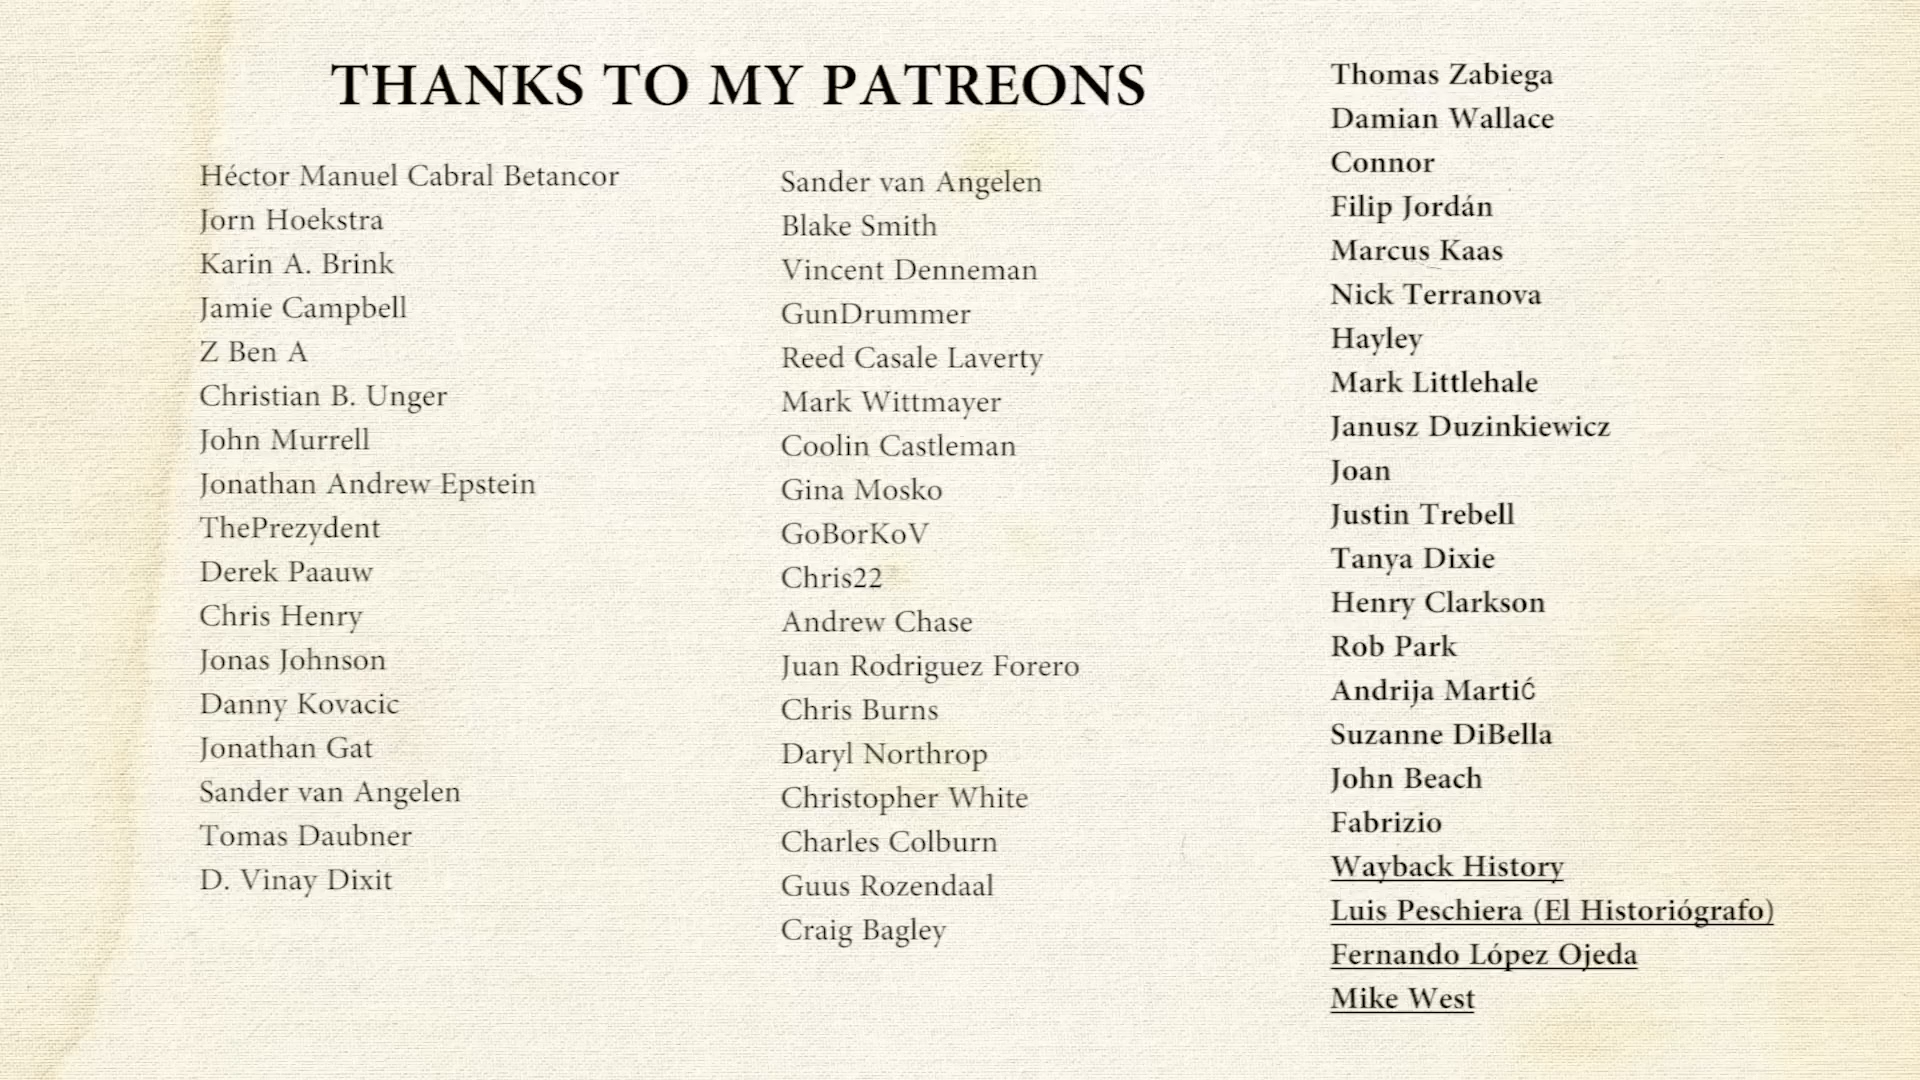 THANKS TO MY PATREONS
Héctor Manuel Cabral Betancor
Jorn Hoekstra
Karin A. Brink
Jamie Campbell
Z Ben A
Christian B. Unger
John Murrell
Jonathan Andrew Epstein
ThePrezydent
Derek Paauw
Chris Henry
Jonas Johnson
Danny Kovacic
Jonathan Gat
Sander van Angelen
Tomas Daubner
D. Vinay Dixit
Sander van Angelen
Blake Smith
Vincent Denneman
GunDrummer
Reed Casale Laverty
Mark Wittmayer
Coolin Castleman
Gina Mosko
GoBorKoV
Chris22
Andrew Chase
Juan Rodriguez Forero
Chris Burns
Daryl Northrop
Christopher White
Charles Colburn
Guus Rozendaal
Craig Bagley
Thomas Zabiega
Damian Wallace
Connor
Filip Jordán
Marcus Kaas
Nick Terranova
Hayley
Mark Littlehale
Janusz Duzinkiewicz
Joan
Justin Trebell
Tanya Dixie
Henry Clarkson
Rob Park
Andrija Martić
Suzanne DiBella
John Beach
Fabrizio
Wayback History
Luis Peschiera (El Historiógrafo)
Fernando López Ojeda
Mike West